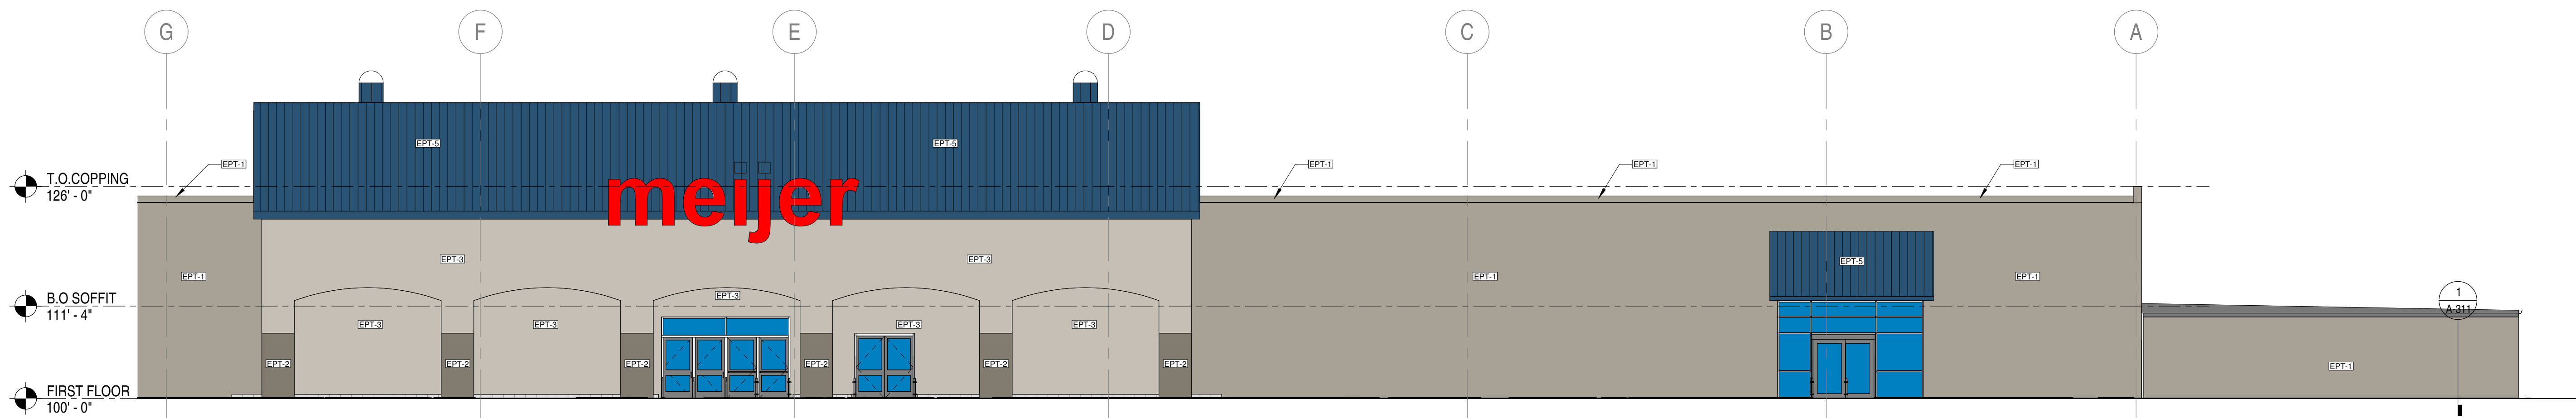 G F E D C B A
EPT-5 EPT-5
EPT-1 EPT-1 EPT-1 EPT-1
T.O.COPPING
126' - 0"
meijer
EPT-3 EPT-3 EPT-5
EPT-1 EPT-1 EPT-1
B.O SOFFIT
111' - 4"
EPT-3
1
A-311
EPT-3 EPT-3 EPT-3 EPT-3
EPT-2 EPT-2 EPT-2 EPT-2 EPT-2 EPT-2 EPT-1
FIRST FLOOR
100' - 0"